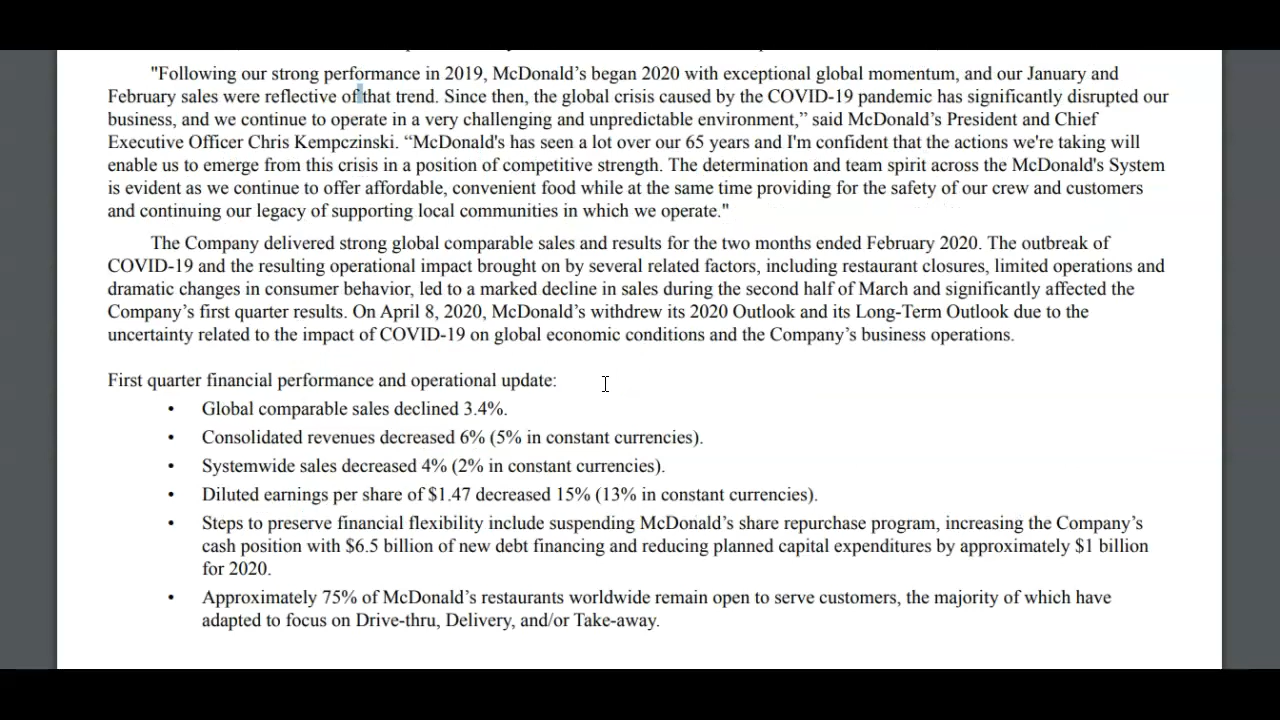 "Following our strong performance in 2019, McDonald’s began 2020 with exceptional global momentum, and our January and
February sales were reflective of that trend. Since then, the global crisis caused by the COVID-19 pandemic has significantly disrupted our
business, and we continue to operate in a very challenging and unpredictable environment,” said McDonald’s President and Chief
Executive Officer Chris Kempczinski. “McDonald's has seen a lot over our 65 years and I'm confident that the actions we're taking will
enable us to emerge from this crisis in a position of competitive strength. The determination and team spirit across the McDonald's System
is evident as we continue to offer affordable, convenient food while at the same time providing for the safety of our crew and customers
and continuing our legacy of supporting local communities in which we operate."
The Company delivered strong global comparable sales and results for the two months ended February 2020. The outbreak of
COVID-19 and the resulting operational impact brought on by several related factors, including restaurant closures, limited operations and
dramatic changes in consumer behavior, led to a marked decline in sales during the second half of March and significantly affected the
Company’s first quarter results. On April 8, 2020, McDonald’s withdrew its 2020 Outlook and its Long-Term Outlook due to the
uncertainty related to the impact of COVID-19 on global economic conditions and the Company’s business operations.
First quarter financial performance and operational update:
• Global comparable sales declined 3.4%.
• Consolidated revenues decreased 6% (5% in constant currencies).
• Systemwide sales decreased 4% (2% in constant currencies).
• Diluted earnings per share of $1.47 decreased 15% (13% in constant currencies).
• Steps to preserve financial flexibility include suspending McDonald’s share repurchase program, increasing the Company’s
cash position with $6.5 billion of new debt financing and reducing planned capital expenditures by approximately $1 billion
for 2020.
• Approximately 75% of McDonald’s restaurants worldwide remain open to serve customers, the majority of which have
adapted to focus on Drive-thru, Delivery, and/or Take-away.